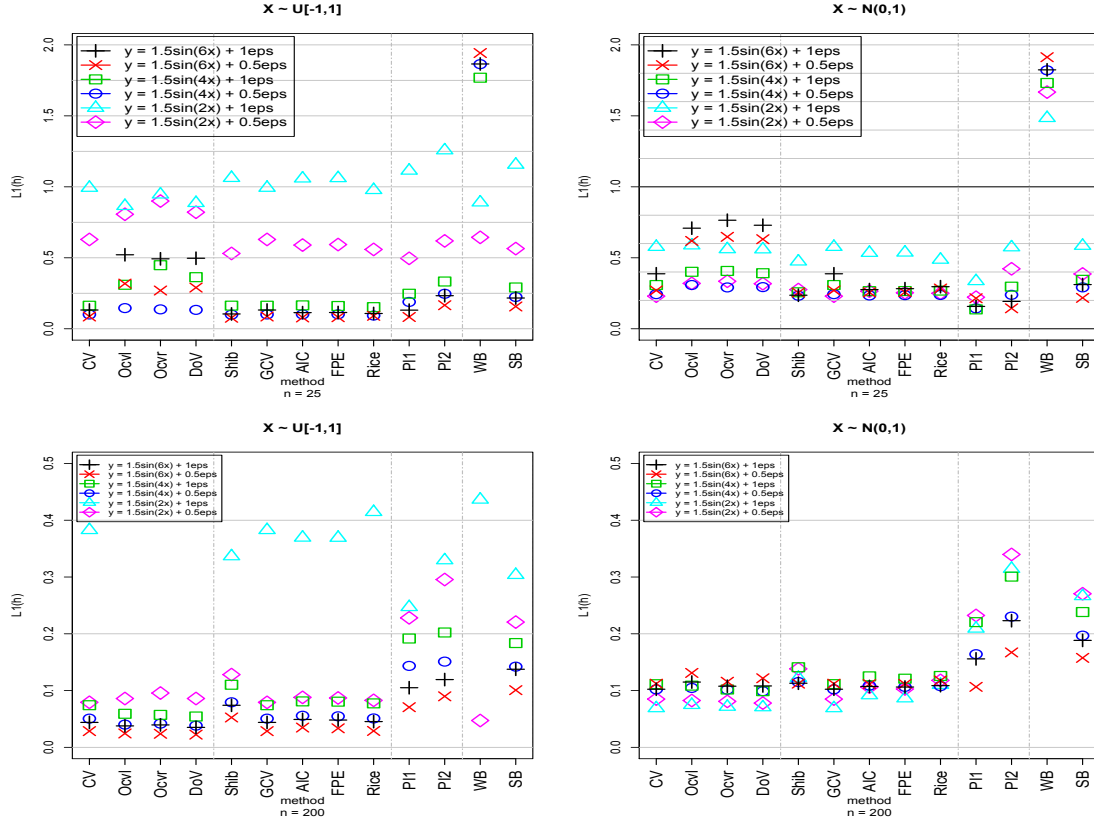 X ~ U[-1,1]
y = 1.5sin(6x) + 1eps
y = 1.5sin(6x) + 0.5eps
y = 1.5sin(4x) + 1eps
y = 1.5sin(4x) + 0.5eps
y = 1.5sin(2x) + 1eps
y = 1.5sin(2x) + 0.5eps
L1(h)
2.0
1.5
1.0
0.5
0.0
CV Ocvl Ocvr DoV Shib GCV AIC FPE Rice PI1 PI2 WB SB
method
n = 25
X ~ N(0,1)
y = 1.5sin(6x) + 1eps
y = 1.5sin(6x) + 0.5eps
y = 1.5sin(4x) + 1eps
y = 1.5sin(4x) + 0.5eps
y = 1.5sin(2x) + 1eps
y = 1.5sin(2x) + 0.5eps
L1(h)
2.0
1.5
1.0
0.5
0.0
CV Ocvl Ocvr DoV Shib GCV AIC FPE Rice PI1 PI2 WB SB
method
n = 25
X ~ U[-1,1]
y = 1.5sin(6x) + 1eps
y = 1.5sin(6x) + 0.5eps
y = 1.5sin(4x) + 1eps
y = 1.5sin(4x) + 0.5eps
y = 1.5sin(2x) + 1eps
y = 1.5sin(2x) + 0.5eps
L1(h)
0.5
0.4
0.3
0.2
0.1
0.0
CV Ocvl Ocvr DoV Shib GCV AIC FPE Rice PI1 PI2 WB SB
method
n = 200
X ~ N(0,1)
y = 1.5sin(6x) + 1eps
y = 1.5sin(6x) + 0.5eps
y = 1.5sin(4x) + 1eps
y = 1.5sin(4x) + 0.5eps
y = 1.5sin(2x) + 1eps
y = 1.5sin(2x) + 0.5eps
L1(h)
0.5
0.4
0.3
0.2
0.1
0.0
CV Ocvl Ocvr DoV Shib GCV AIC FPE Rice PI1 PI2 WB SB
method
n = 200